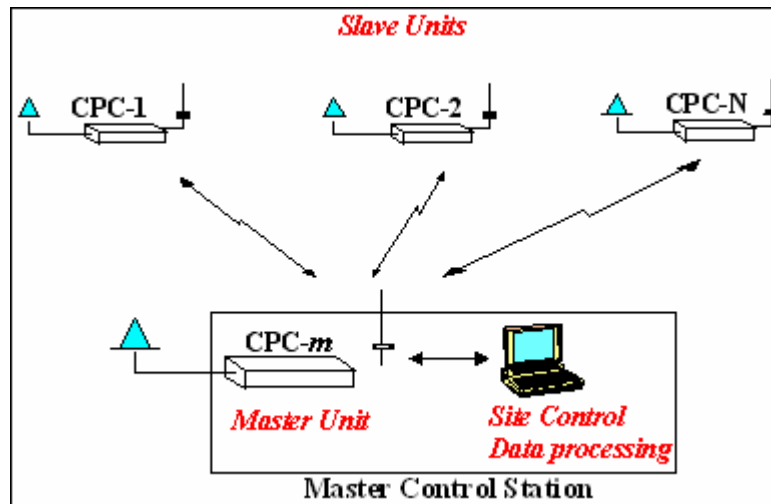 Slave Units
CPC-1
CPC-2
CPC-N
CPC-m
Master Unit
Site Control
Data processing
Master Control Station